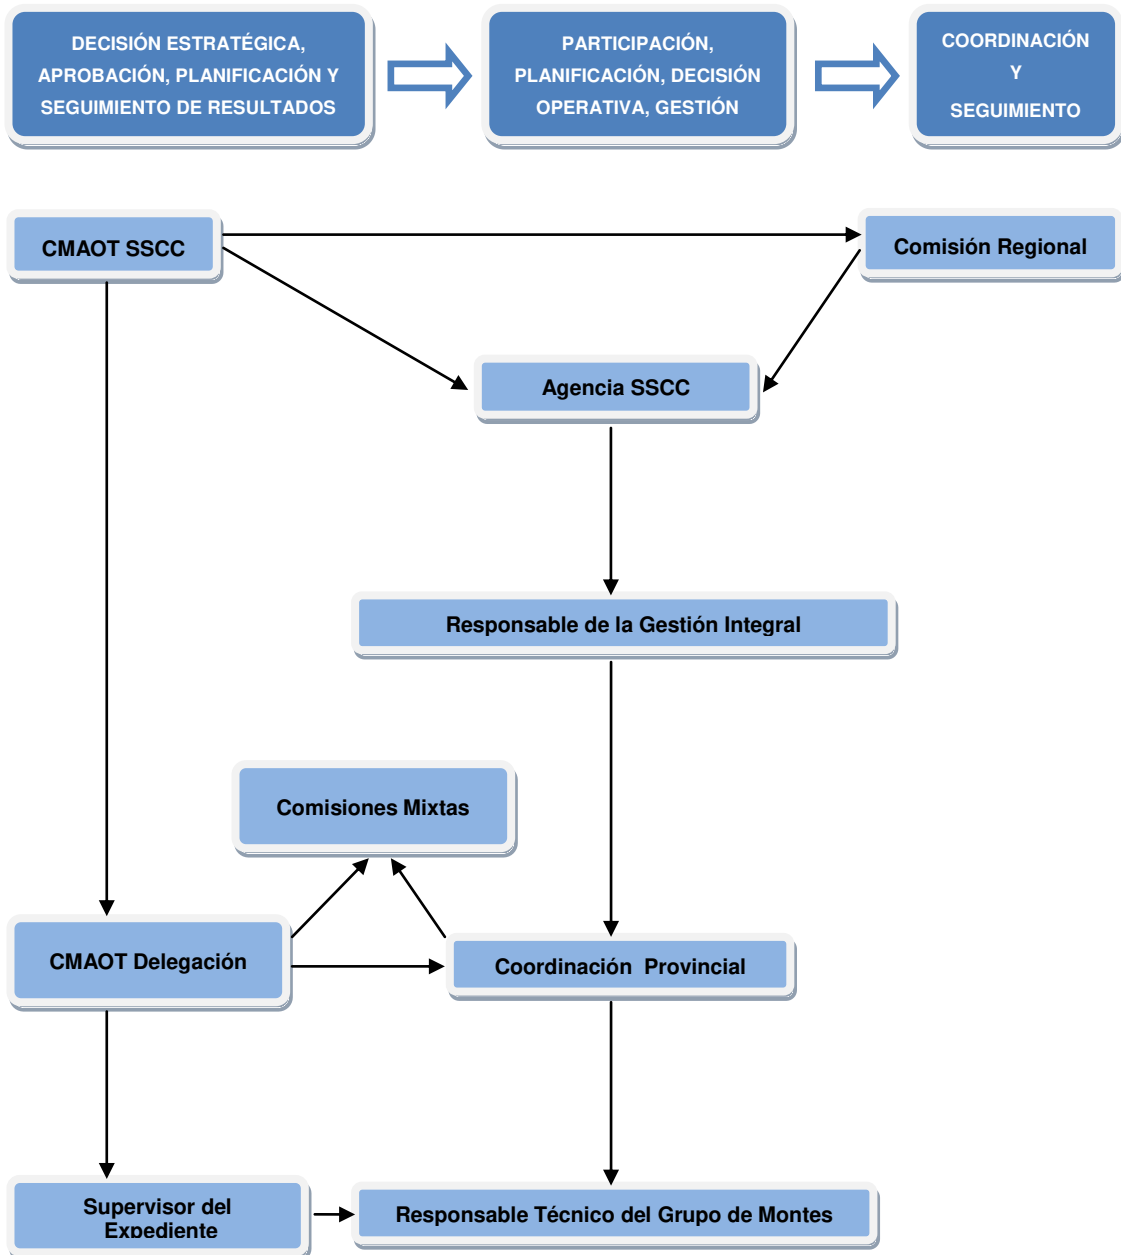 DECISIÓN ESTRATÉGICA,
APROBACIÓN, PLANIFICACIÓN Y
SEGUIMIENTO DE RESULTADOS
PARTICIPACIÓN,
PLANIFICACIÓN, DECISIÓN
OPERATIVA, GESTIÓN
COORDINACIÓN
Y
SEGUIMIENTO
CMAOT SSCC
Comisión Regional
Agencia SSCC
Responsable de la Gestión Integral
Comisiones Mixtas
CMAOT Delegación
Coordinación Provincial
Supervisor del
Expediente
Responsable Técnico del Grupo de Montes